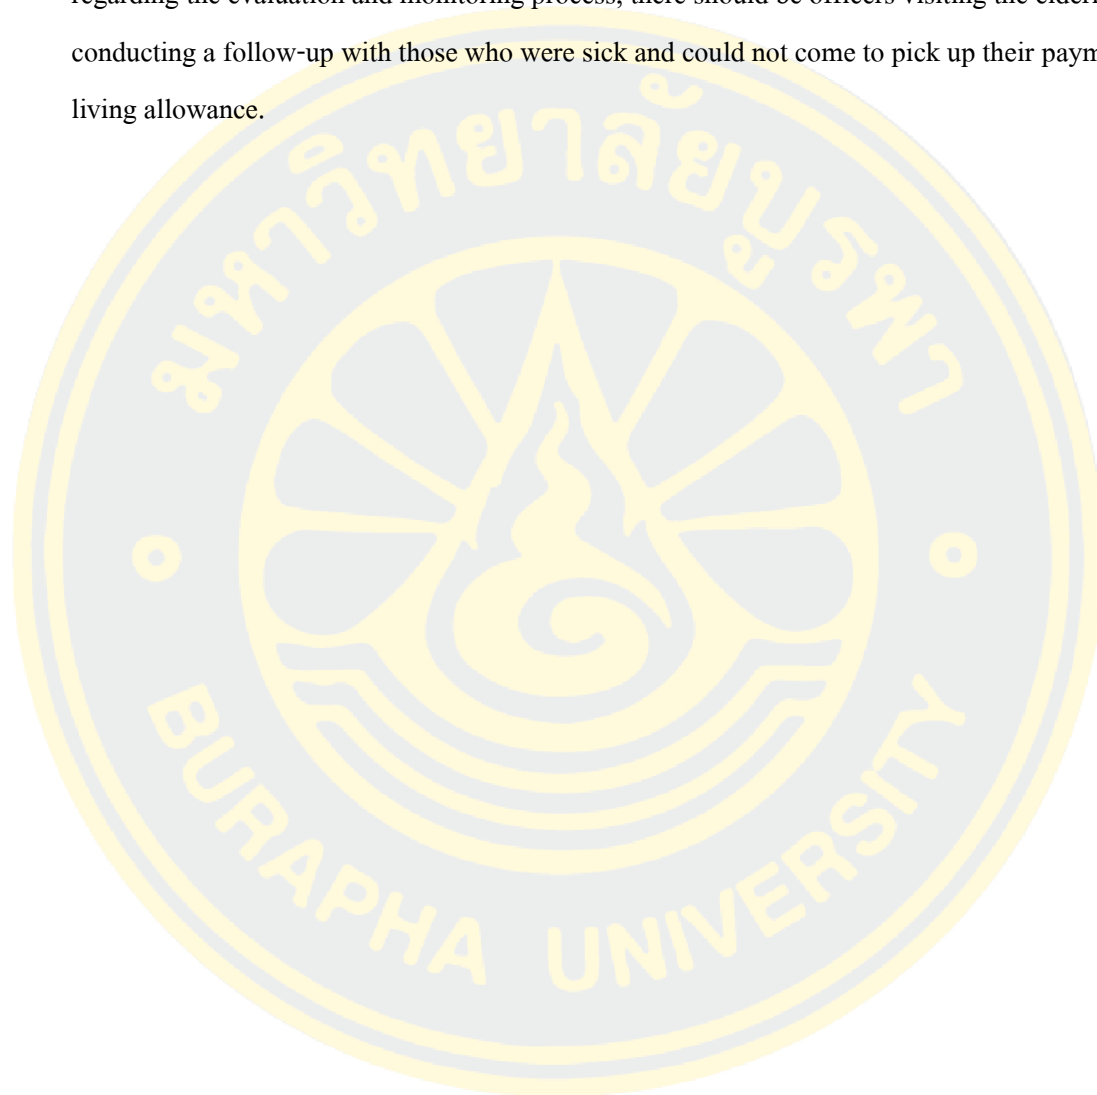 regarding the evaluation and monitoring process, there should be officers visiting the
conducting a follow-up with those who were sick and could not come to pick up their
living allowance.
มหาวิทยาลัยบูรพา
BURAPHA UNIVERSITY